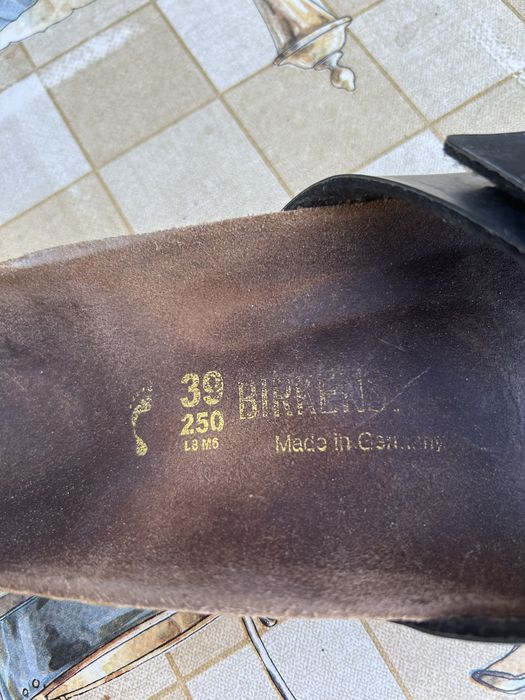 39
250
L8 M6
BIRKENS
Made in Germany